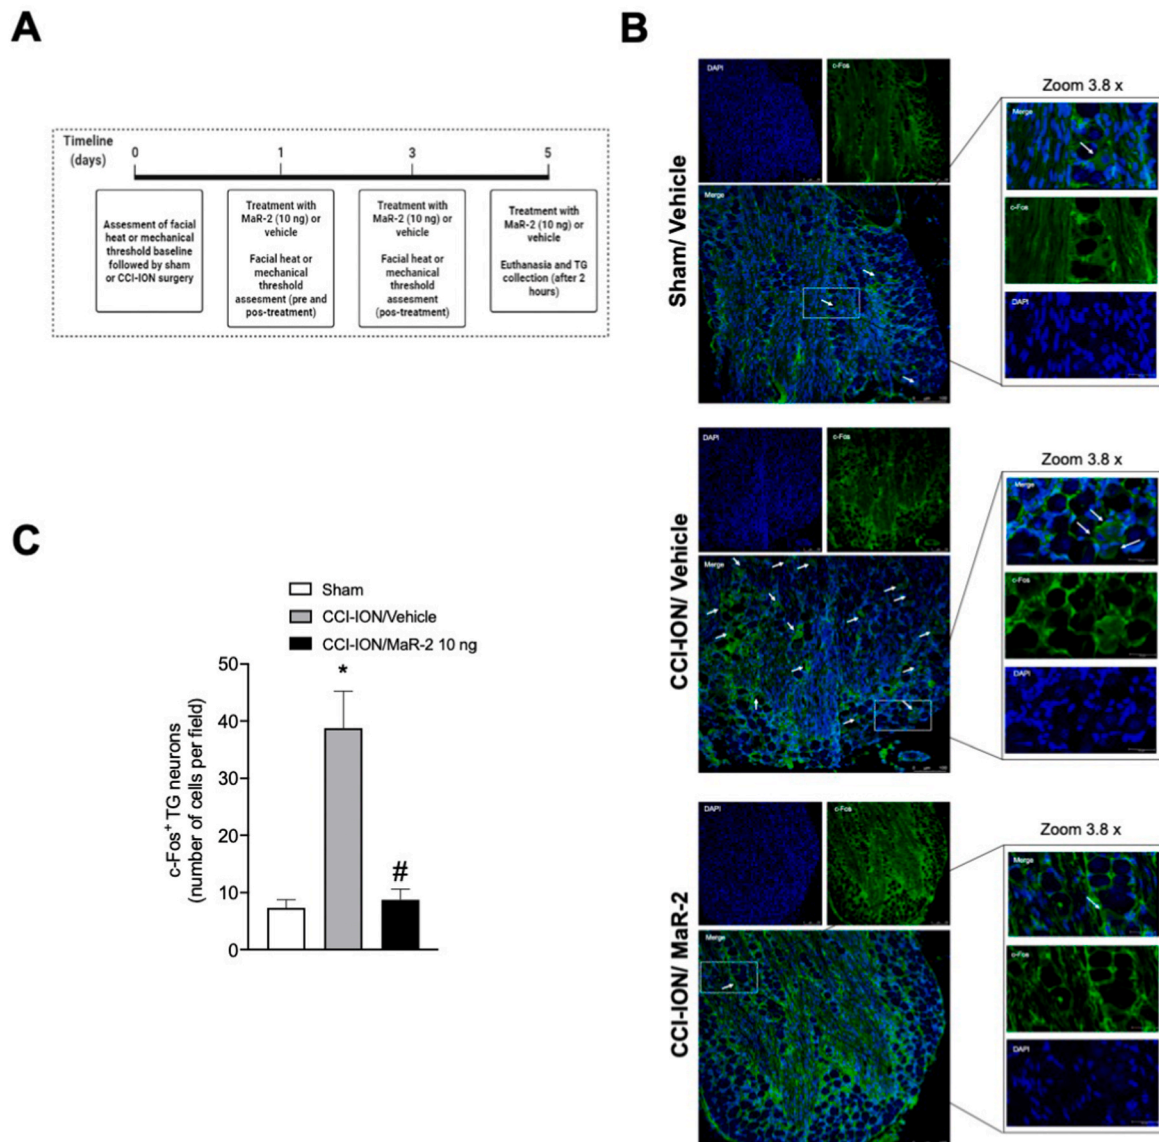 A
Timeline
(days)
0
1
3
5
Assesment of facial
heat or mechanical
threshold baseline
followed by sham
or CCI-ION surgery
Treatment with
MaR-2 (10 ng) or
vehicle
Facial heat or
mechanical
threshold
assesment (pre and
pos-treatment)
Treatment with
MaR-2 (10 ng) or
vehicle
Facial heat or
mechanical
threshold
assesment
(pos-treatment)
Treatment with
MaR-2 (10 ng) or
vehicle
Euthanasia and TG
collection (after 2
hours)
B
Sham/ Vehicle
DAPI
c-Fos
Merge
Zoom 3.8 x
Merge
c-Fos
DAPI
CCI-ION/ Vehicle
DAPI
c-Fos
Merge
Zoom 3.8 x
Merge
c-Fos
DAPI
CCI-ION/ MaR-2
DAPI
c-Fos
Merge
Zoom 3.8 x
Merge
c-Fos
DAPI
C
Sham
CCI-ION/Vehicle
CCI-ION/MaR-2 10 ng
c-Fos+ TG neurons
(number of cells per field)
50
40
30
20
10
0
*
#